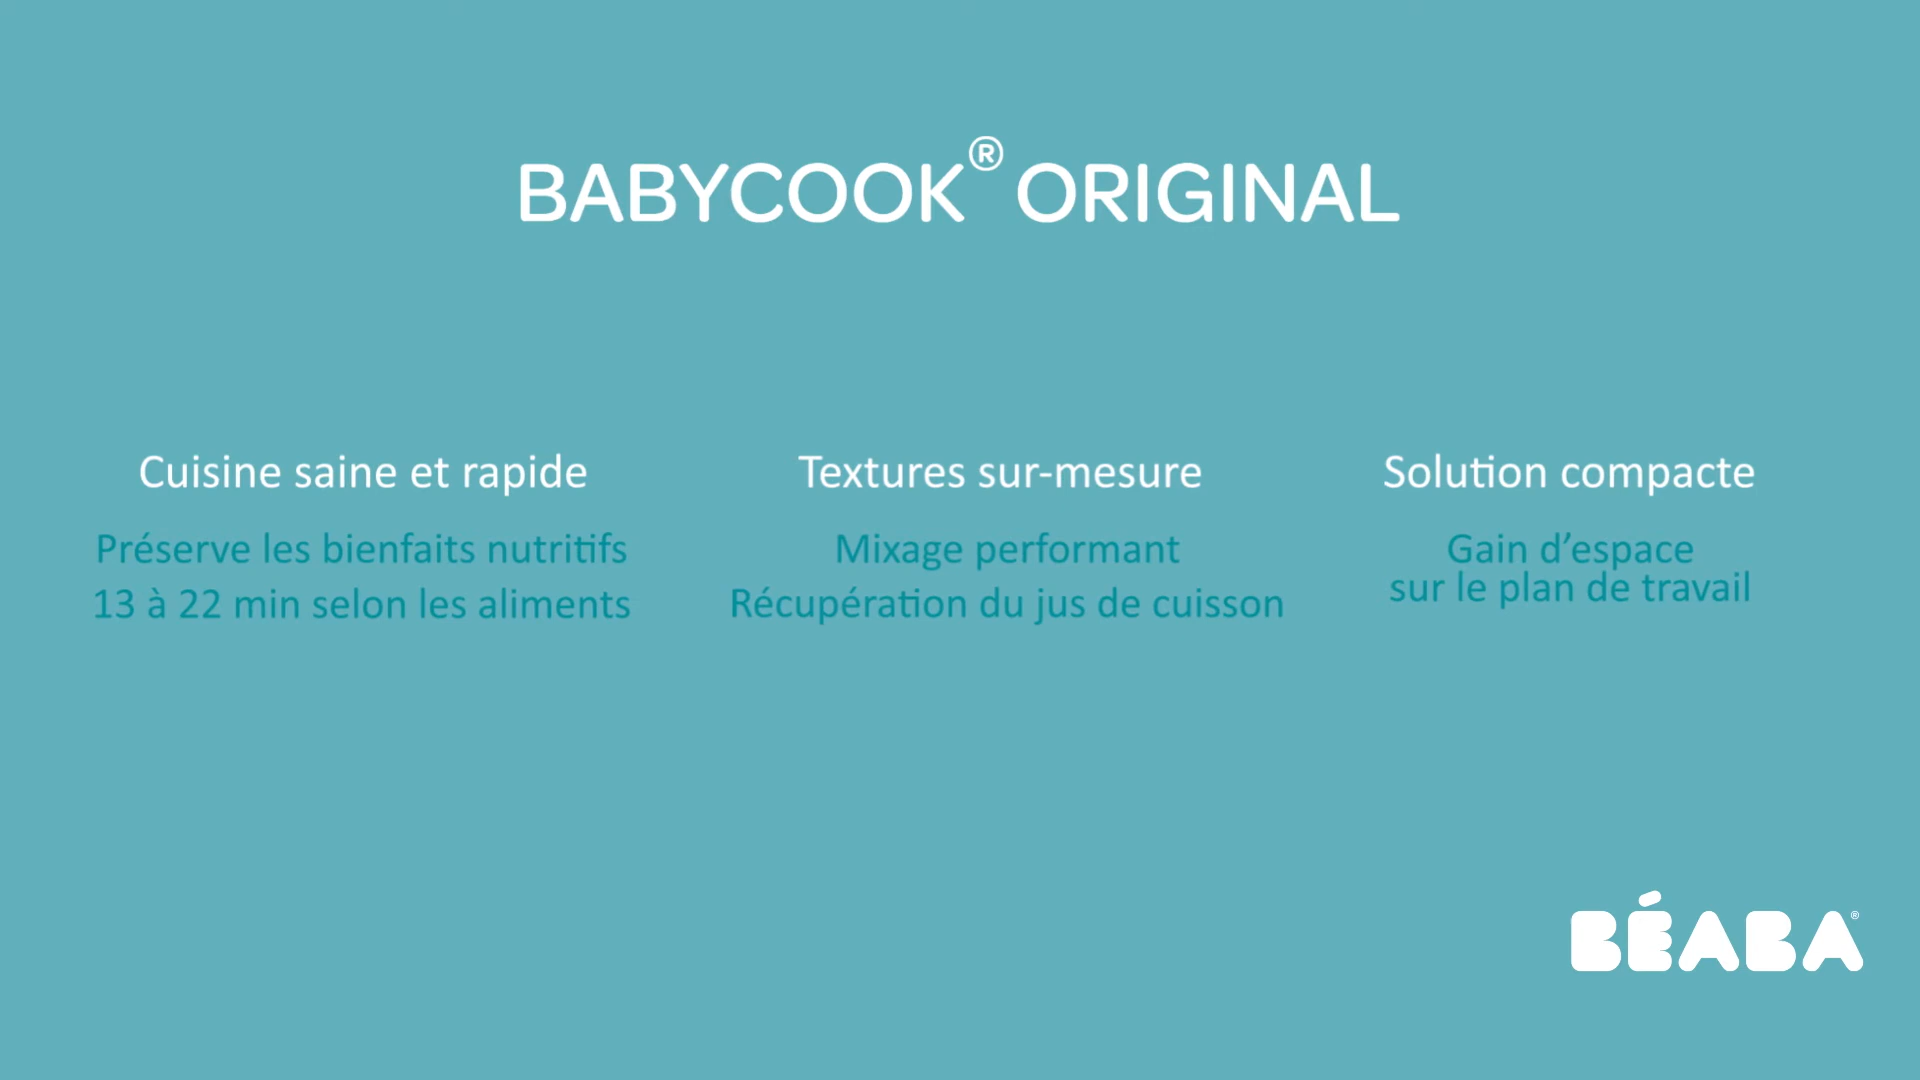 BABYCOOK® ORIGINAL
Cuisine saine et rapide
Préserve les bienfaits nutritifs
13 à 22 min selon les aliments
Textures sur-mesure
Mixage performant
Récupération du jus de cuisson
Solution compacte
Gain d’espace
sur le plan de travail
BÉABA®